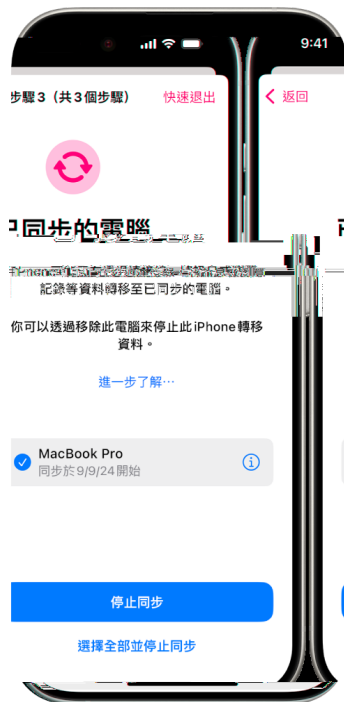 9:41
步驟3（共3個步驟）
快速退出
返回
已同步的電腦
記錄等資料轉移至已同步的電腦。
你可以透過移除此電腦來停止此iPhone轉移
資料。
進一步了解⋯
MacBook Pro
同步於9/9/24開始
停止同步
選擇全部並停止同步